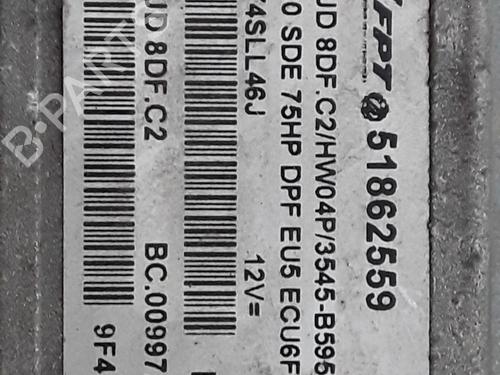 FPT 51862559
JD 8DF.C2/HW04P/3545-B595
0 SDE 75HP DPF EU5 ECU6F
4SLL46J 12V=
JD 8DF.C2 BC.00997
9F4
B-PARTS